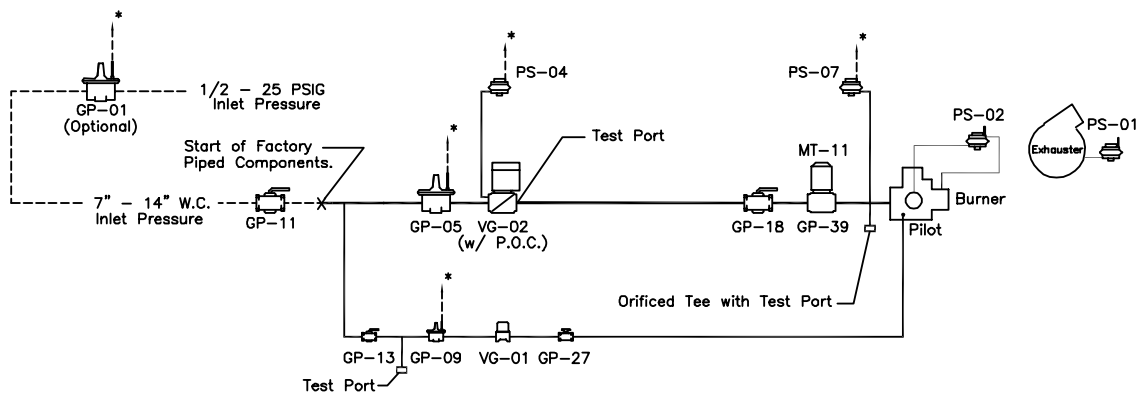 *
GP-01
(Optional)
1/2 - 25 PSIG
Inlet Pressure
Start of Factory
Piped Components.
7" - 14" W.C.
Inlet Pressure
GP-11
*
GP-05
*
PS-04
VG-02
(w/ P.O.C.)
Test Port
*
PS-07
MT-11
GP-18
GP-39
PS-02
Burner
Pilot
Exhauster
PS-01
Orificed Tee with Test Port
*
GP-13
GP-09
VG-01
GP-27
Test Port